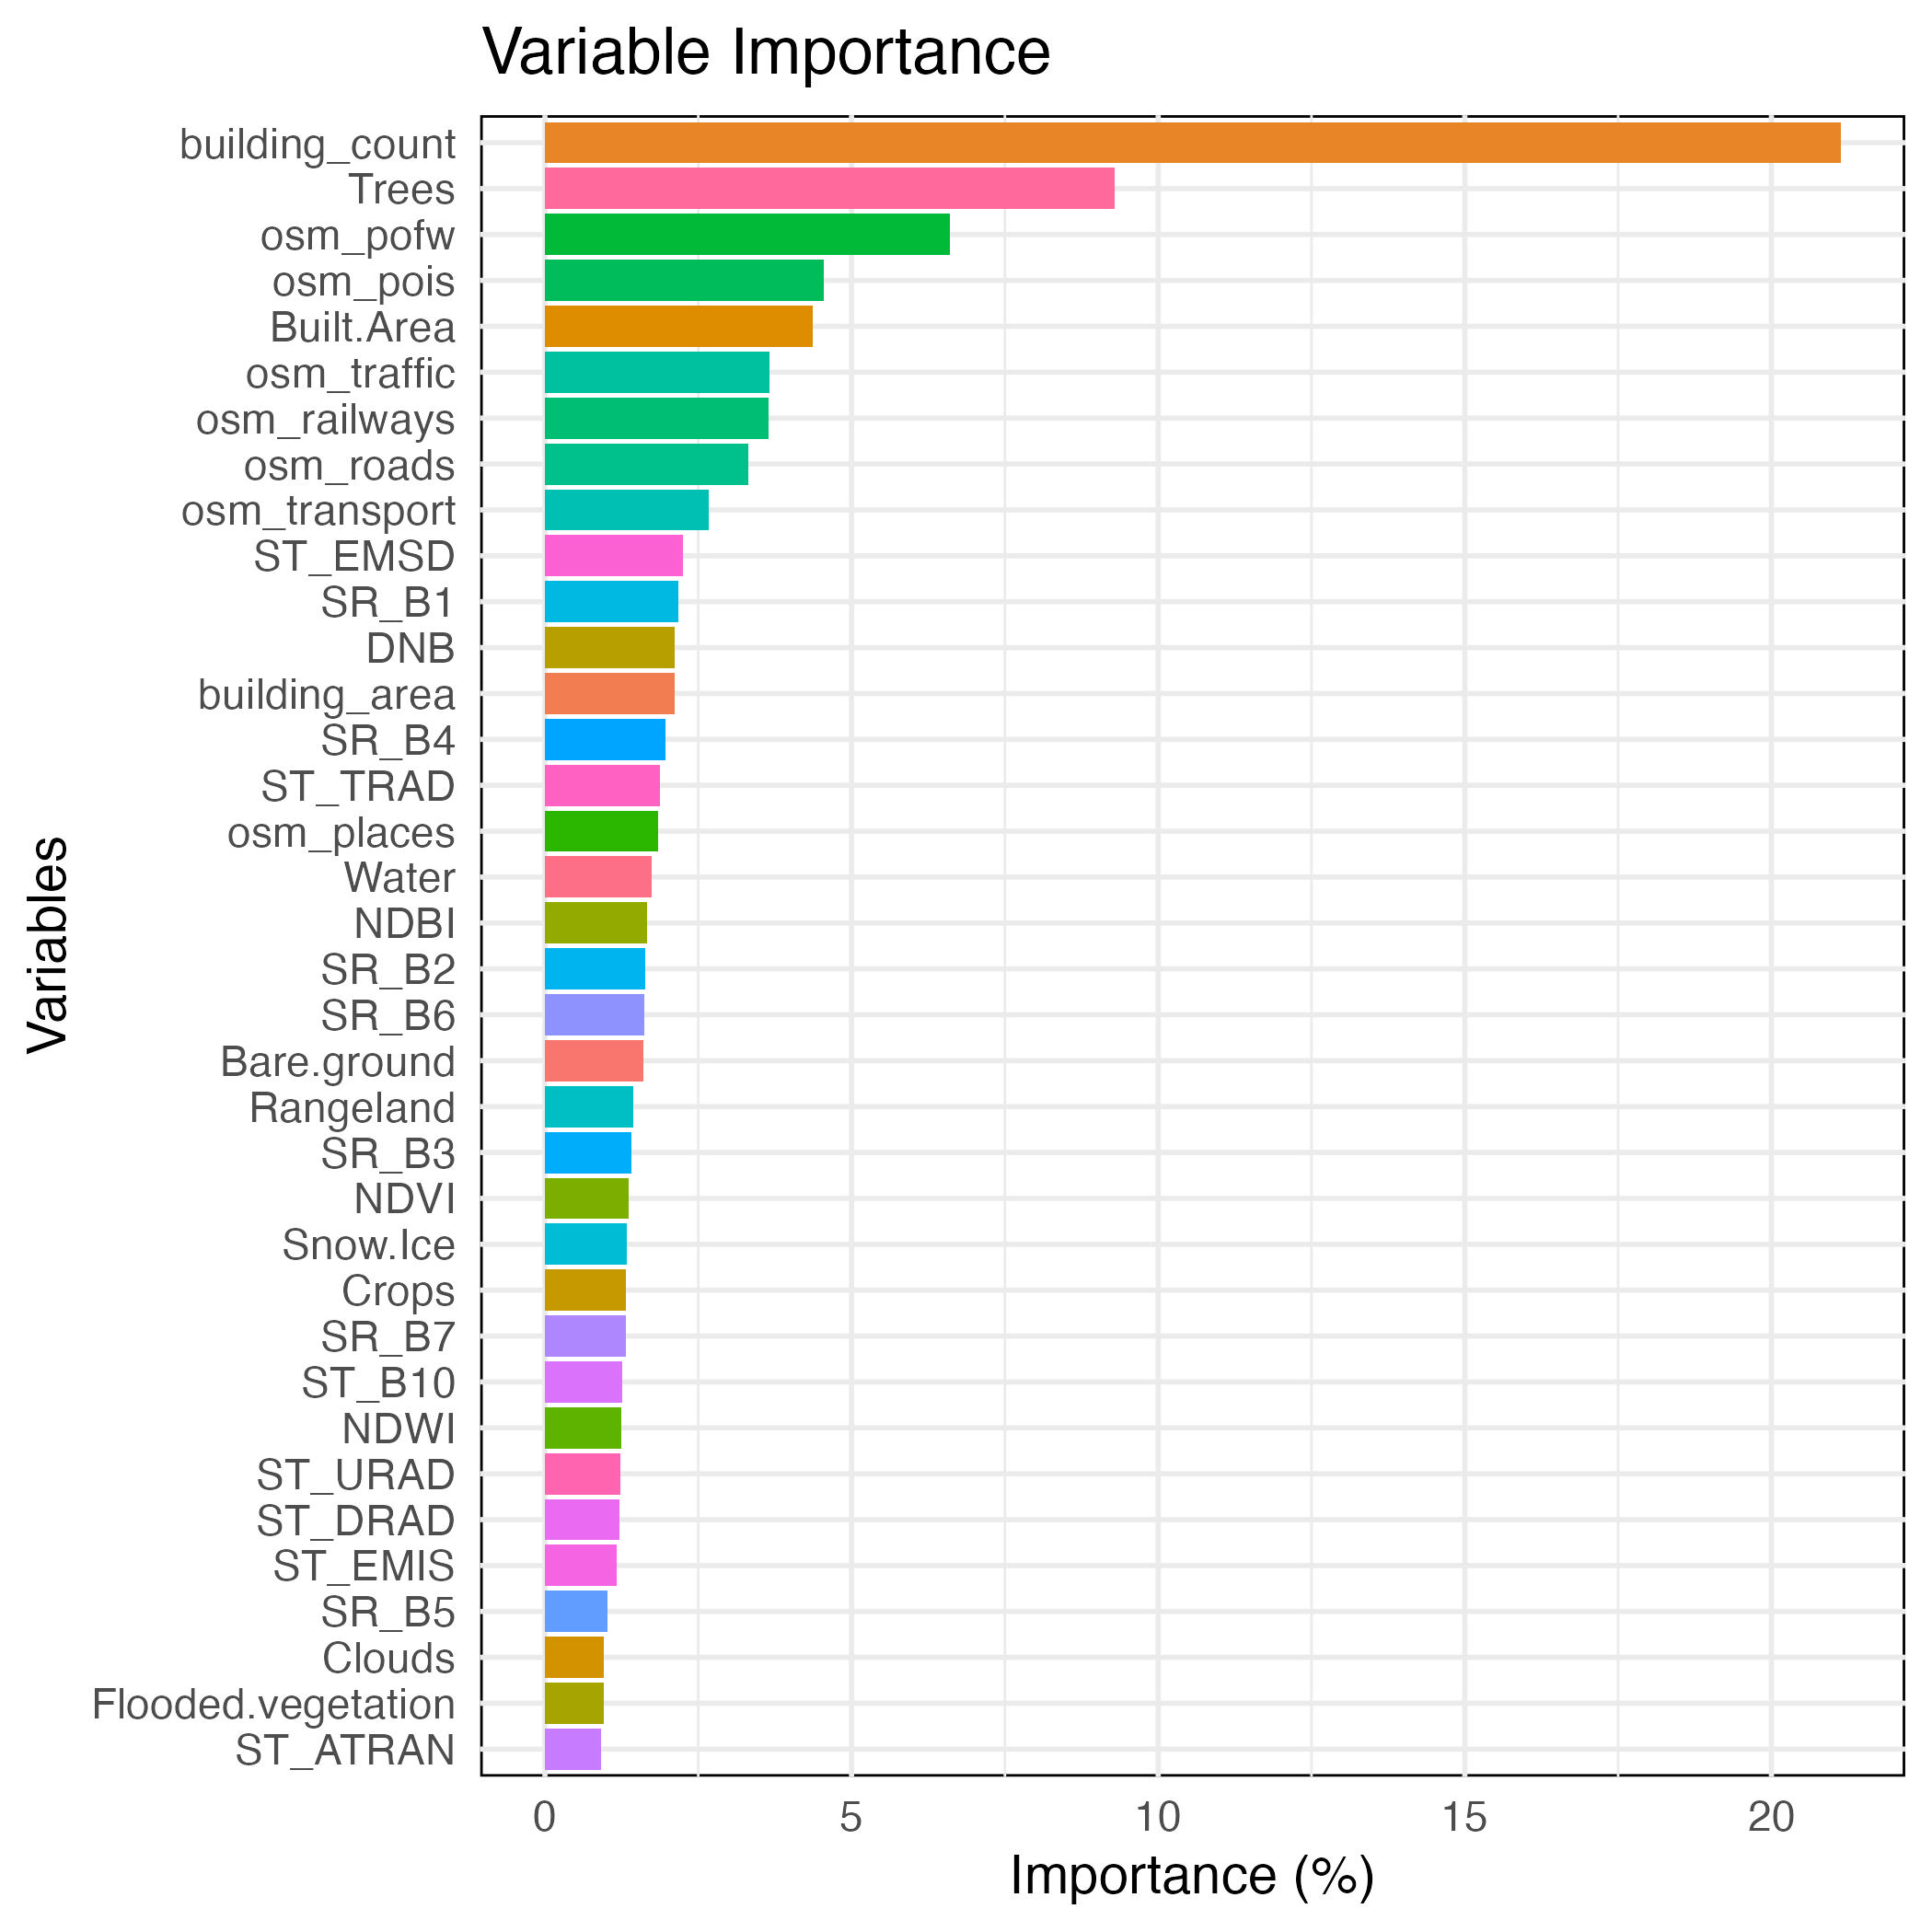 Variable Importance
building_count
Trees
osm_pofw
osm_pois
Built.Area
osm_traffic
osm_railways
osm_roads
osm_transport
ST_EMSD
SR_B1
DNB
building_area
SR_B4
ST_TRAD
osm_places
Water
NDBI
SR_B2
SR_B6
Bare.ground
Rangeland
SR_B3
NDVI
Snow.Ice
Crops
SR_B7
ST_B10
NDWI
ST_URAD
ST_DRAD
ST_EMIS
SR_B5
Clouds
Flooded.vegetation
ST_ATRAN
Variables
0 5 10 15 20
Importance (%)